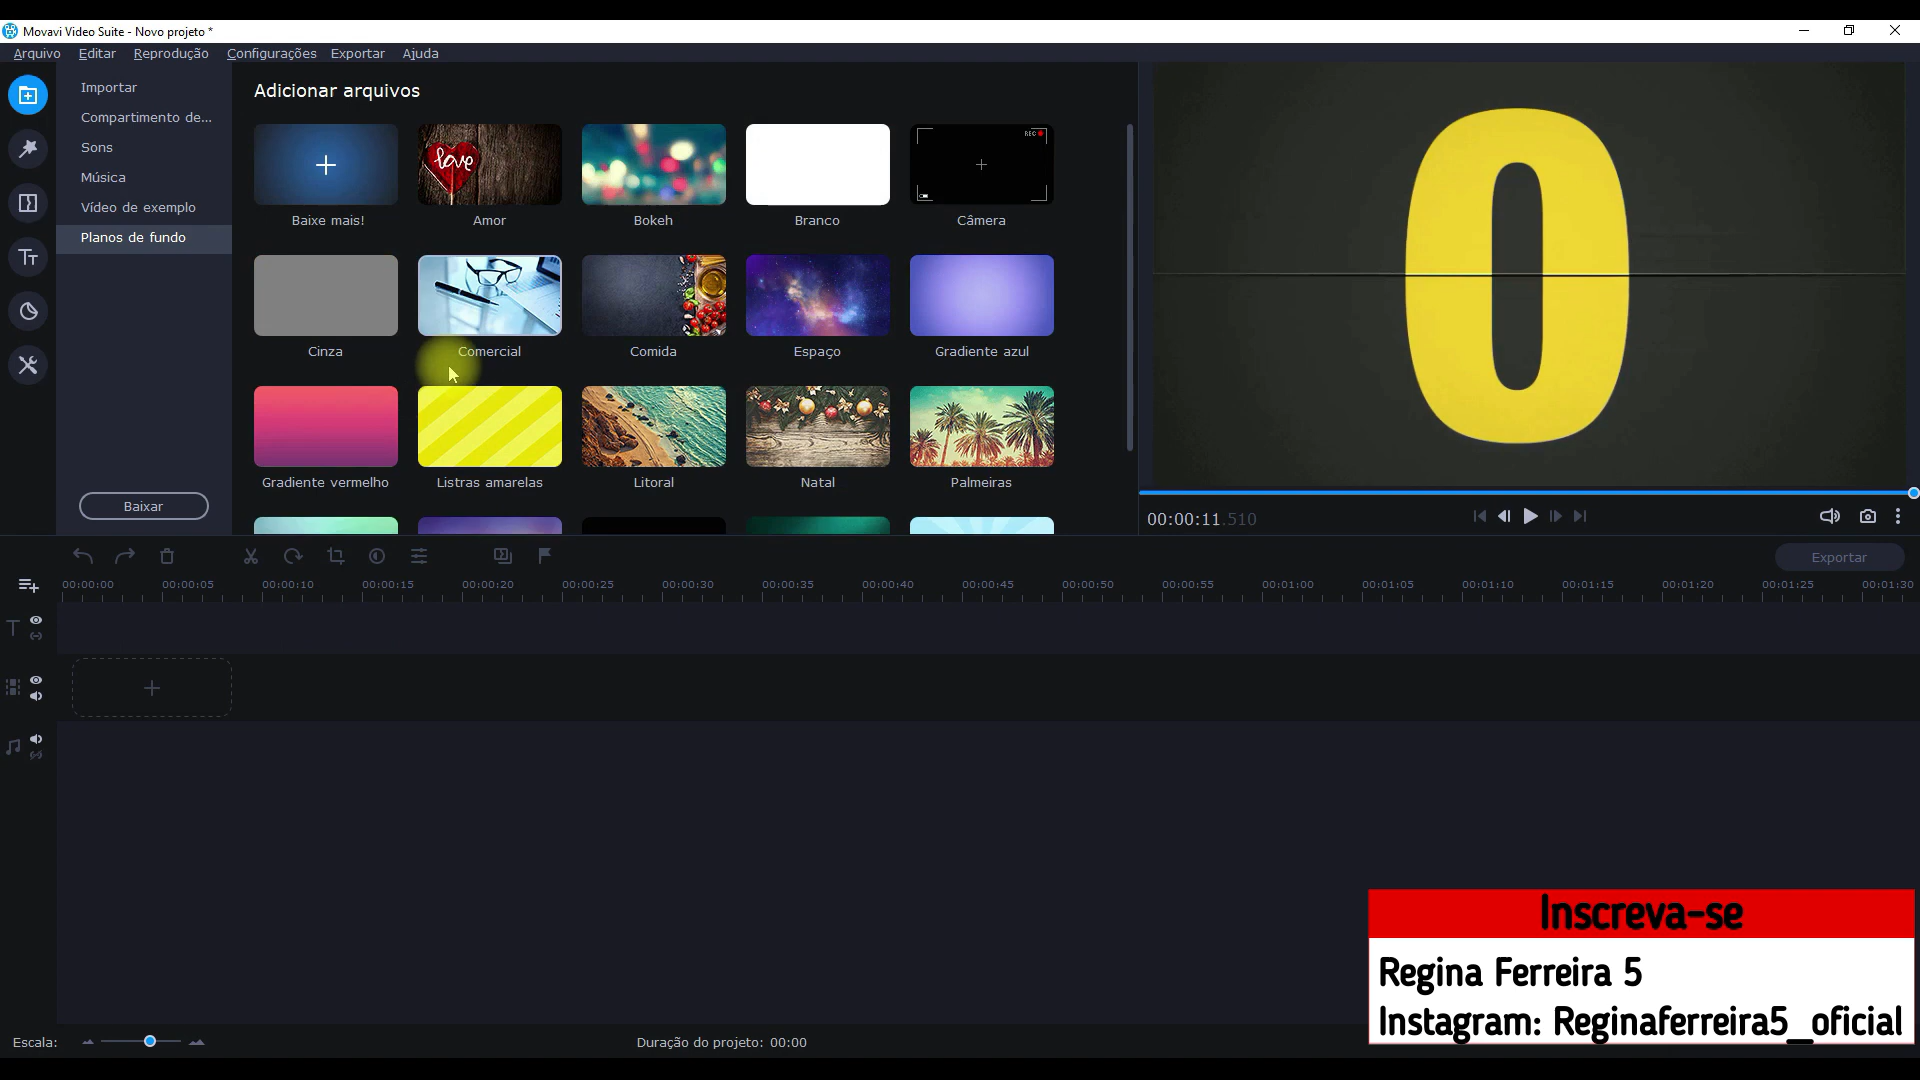 Movavi Video Suite - Novo projeto *
Arquivo Editar Reprodução Configurações Exportar Ajuda
Importar
Compartimento de...
Sons
Música
Vídeo de exemplo
Planos de fundo
Baixar
Adicionar arquivos
love
REC
Baixe mais! Amor Bokeh Branco Câmera
Cinza Comercial Comida Espaço Gradiente azul
Gradiente vermelho Listras amarelas Litoral Natal Palmeiras
0
00:00:11.510
Exportar
00:00:00 00:00:05 00:00:10 00:00:15 00:00:20 00:00:25 00:00:30 00:00:35 00:00:40 00:00:45 00:00:50 00:00:55 00:01:00 00:01:05 00:01:10 00:01:15 00:01:20 00:01:25 00:01:30
Inscreva-se
Regina Ferreira 5
Instagram: Reginaferreira5_oficial
Escala:
Duração do projeto: 00:00